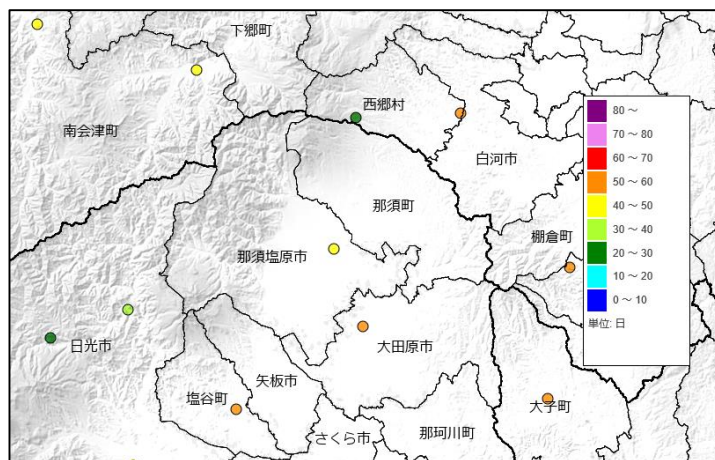 下郷町
西郷村
南会津町
白河市
那須町
棚倉町
那須塩原市
日光市
大田原市
矢板市
塩谷町
大子町
さくら市
那珂川町
80 ～
70 ～ 80
60 ～ 70
50 ～ 60
40 ～ 50
30 ～ 40
20 ～ 30
10 ～ 20
0 ～ 10
単位: 日